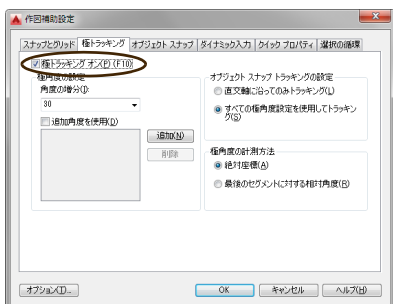 作図補助設定
スナップとグリッド 極トラッキング オブジェクト スナップ ダイナミック入力 クイック プロパティ 選択の循環
極トラッキング オン(P) (F10)
極角度の設定
角度の増分(I):
30
追加角度を使用(D)
追加(N)
削除
オブジェクト スナップ トラッキングの設定
直交軸に沿ってのみトラッキング(L)
すべての極角度設定を使用してトラッキン
グ(S)
極角度の計測方法
絶対座標(A)
最後のセグメントに対する相対角度(R)
オプション(T)...
OK キャンセル ヘルプ(H)